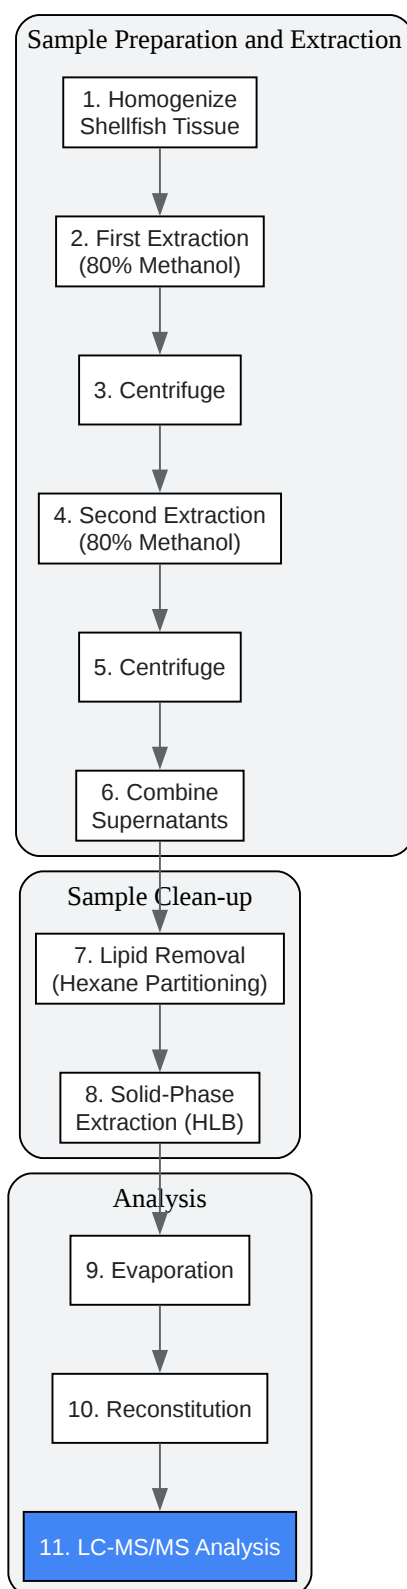 Sample Preparation and Extraction
1. Homogenize
Shellfish Tissue
2. First Extraction
(80% Methanol)
3. Centrifuge
4. Second Extraction
(80% Methanol)
5. Centrifuge
6. Combine
Supernatants
Sample Clean-up
7. Lipid Removal
(Hexane Partitioning)
8. Solid-Phase
Extraction (HLB)
Analysis
9. Evaporation
10. Reconstitution
11. LC-MS/MS Analysis